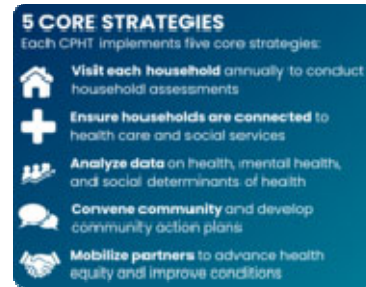 5 CORE STRATEGIES
Each CPHT implements five core strategies:
Visit each household annually to conduct
household assessments
Ensure households are connected to
health care and social services
Analyze data on health, mental health,
and social determinants of health
Convene community and develop
community action plans
Mobilize partners to advance health
equity and improve conditions